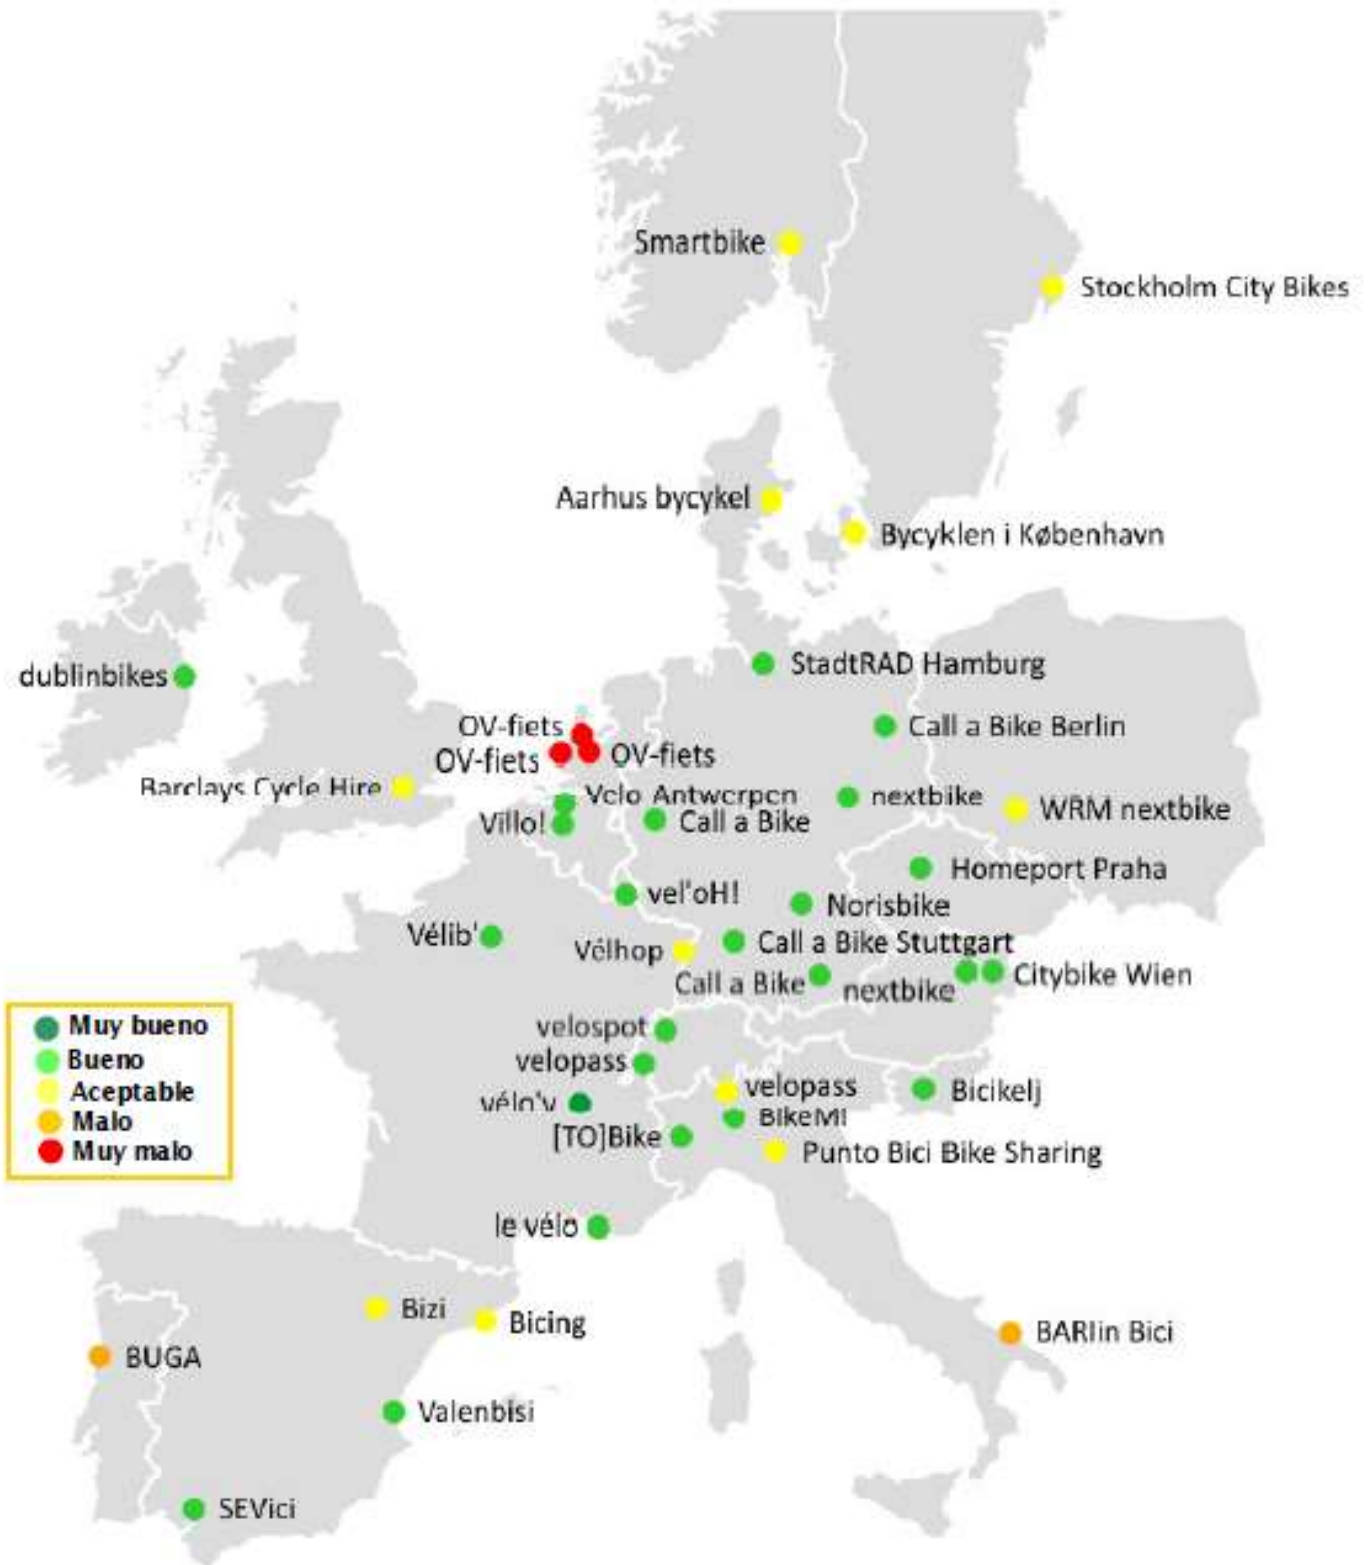 Smartbike
Stockholm City Bikes
Aarhus bycykel
Bycyklen i København
dublinbikes
StadtRAD Hamburg
OV-fiets
Call a Bike Berlin
OV-fiets
OV-fiets
Barclays Cycle Hire
Velo Antwerpen
nextbike
WRM nextbike
Villo!
Call a Bike
Homeport Praha
vel'oH!
Norisbike
Vélib'
Vélhop
Call a Bike Stuttgart
Call a Bike
nextbike
Citybike Wien
Muy bueno
Bueno
Aceptable
Malo
Muy malo
velospot
velopass
velopass
Bicikelj
vélo'v
BikeMI
[TO]Bike
Punto Bici Bike Sharing
le vélo
Bizi
Bicing
BARIin Bici
BUGA
Valenbisi
SEVici